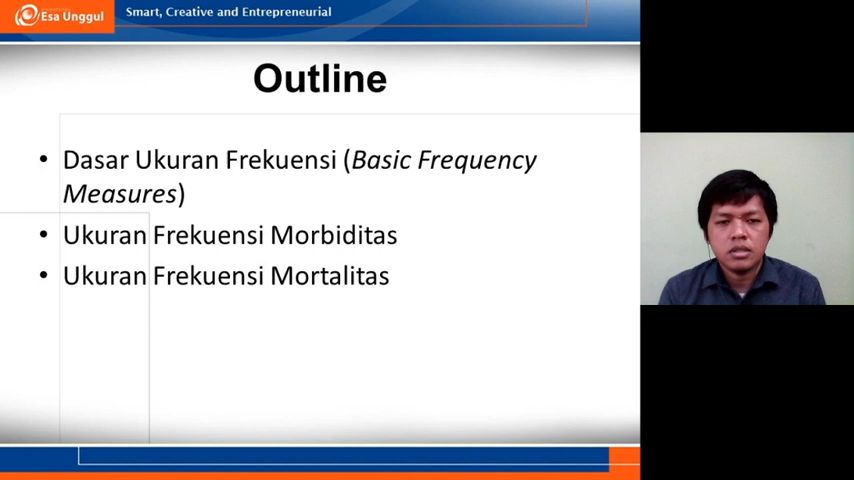 Esa Unggul
Smart, Creative and Entrepreneurial
Outline
• Dasar Ukuran Frekuensi (Basic Frequency
Measures)
• Ukuran Frekuensi Morbiditas
• Ukuran Frekuensi Mortalitas